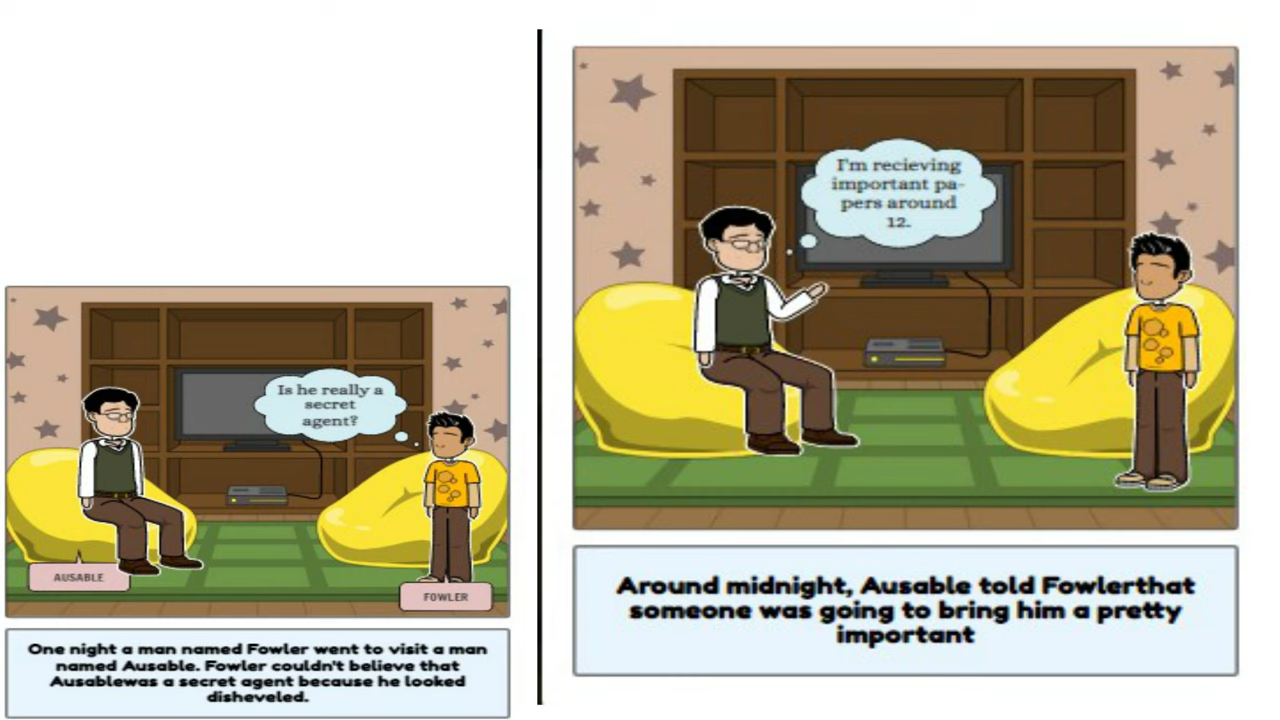 Is he really a
secret
agent?
AUSABLE
FOWLER
One night a man named Fowler went to visit a man
named Ausable. Fowler couldn't believe that
Ausablewas a secret agent because he looked
disheveled.
I'm recieving
important pa-
pers around
12.
Around midnight, Ausable told Fowlerthat
someone was going to bring him a pretty
important